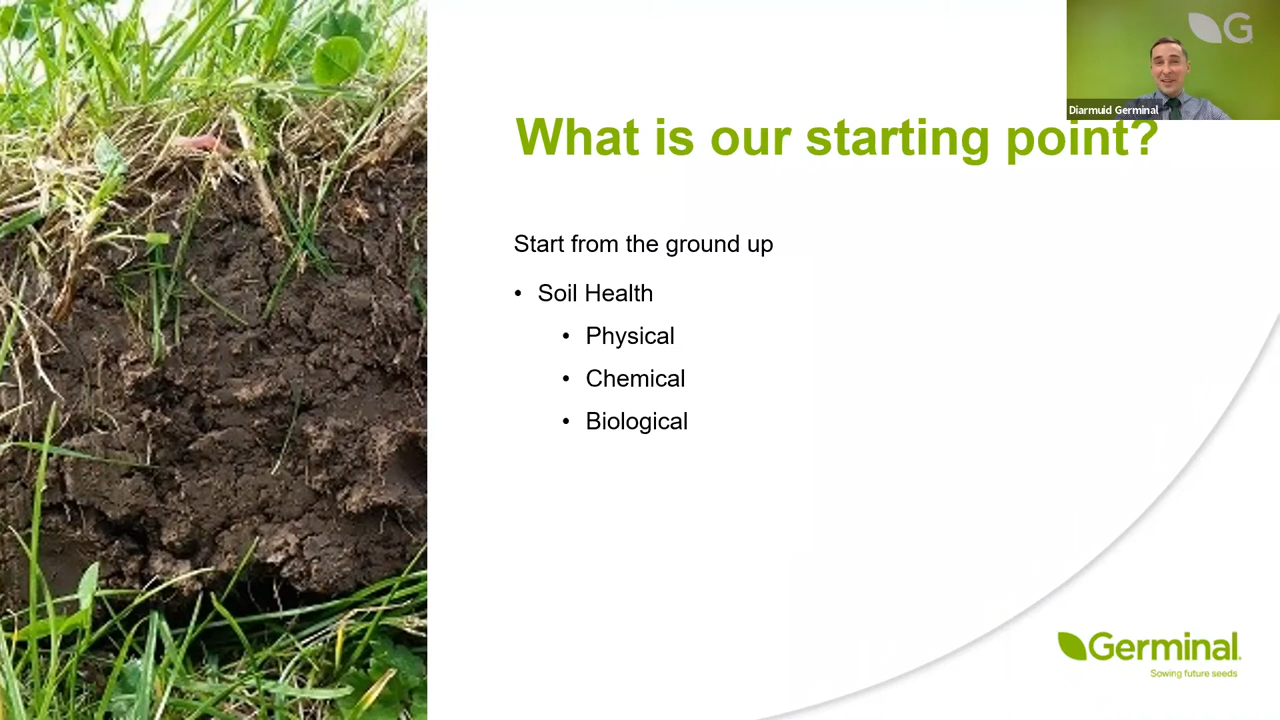 G
Diarmuid Germinal
What is our starting point?
Start from the ground up
• Soil Health
• Physical
• Chemical
• Biological
Germinal.
Sowing future seeds